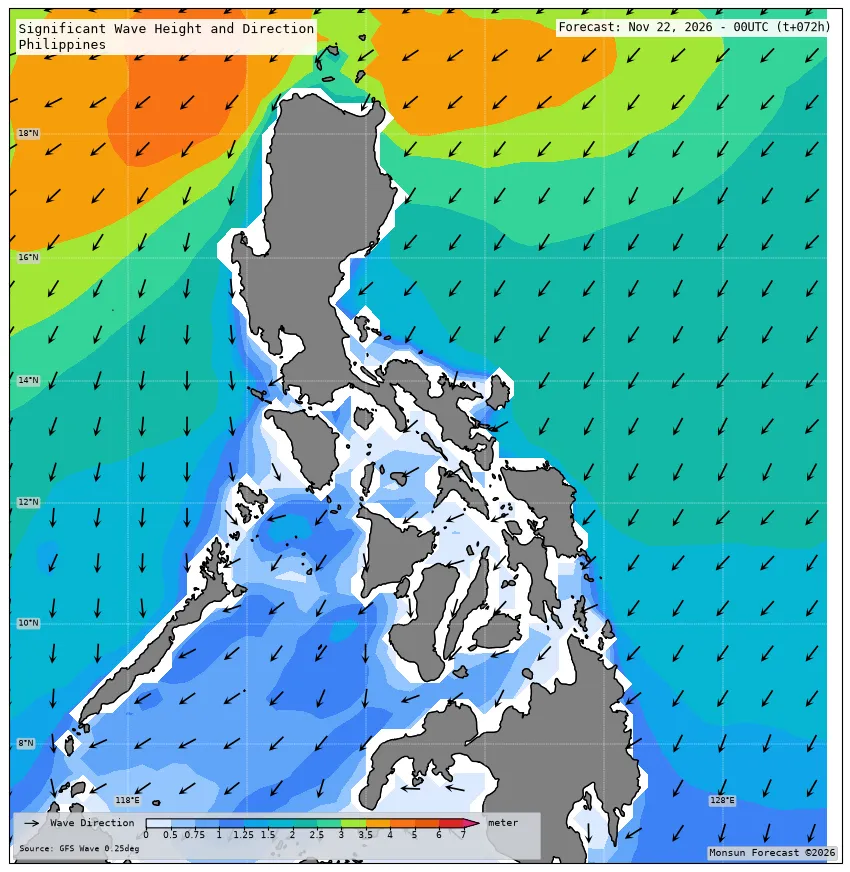 Significant Wave Height and Direction
Philippines
Forecast: Nov 22, 2026 - 00UTC (t+072h)
18°N
16°N
14°N
12°N
10°N
8°N
118°E
128°E
Wave Direction
meter
0 0.5 0.75 1 1.25 1.5 2 2.5 3 3.5 4 5 6 7
Source: GFS Wave 0.25deg
Monsun Forecast ©2026